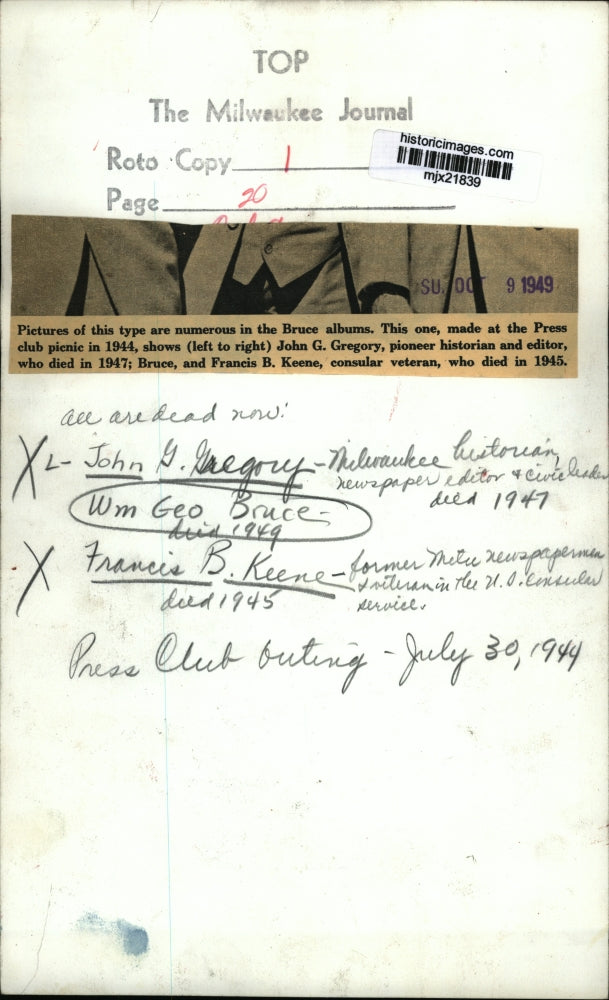 TOP
The Milwaukee Journal
Roto Copy 1
historicimages.com
mjx21839
Page 20
SU. OCT 9 1949
Pictures of this type are numerous in the Bruce albums. This one, made at the Press
club picnic in 1944, shows (left to right) John G. Gregory, pioneer historian and editor,
who died in 1947; Bruce, and Francis B. Keene, consular veteran, who died in 1945.
all are dead now!
X L- John G. Gregory - Milwaukee historian,
newspaper editor + civic leader
died 1947
Wm Geo Bruce -
died 1949
X Francis B. Keene - former Milw newspaperman
& veteran in the U.S. Consular
service.
died 1945
Press Club Outing - July 30, 1944